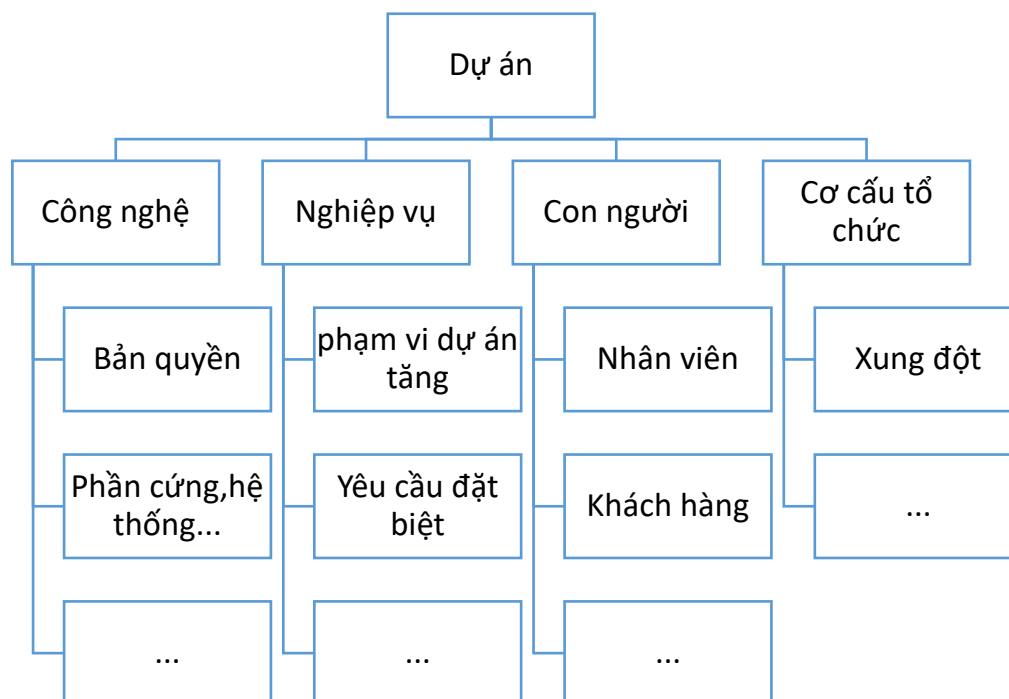 Dự án
Công nghệ
Nghiệp vụ
Con người
Cơ cấu tổ
chức
Bản quyền
phạm vi dự án
tăng
Nhân viên
Xung đột
Phần cứng,hệ
thống...
Yêu cầu đặt
biệt
Khách hàng
...
...
...
...